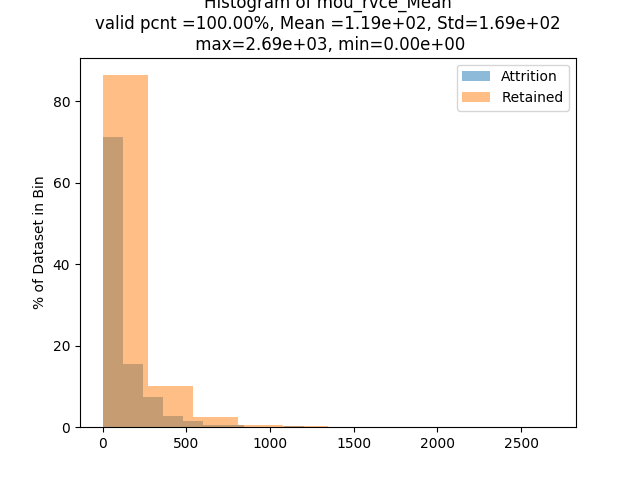 Histogram of mou_rvce_Mean
valid pcnt =100.00%, Mean =1.19e+02, Std=1.69e+02
max=2.69e+03, min=0.00e+00
Attrition
Retained
% of Dataset in Bin
80
60
40
20
0
0 500 1000 1500 2000 2500